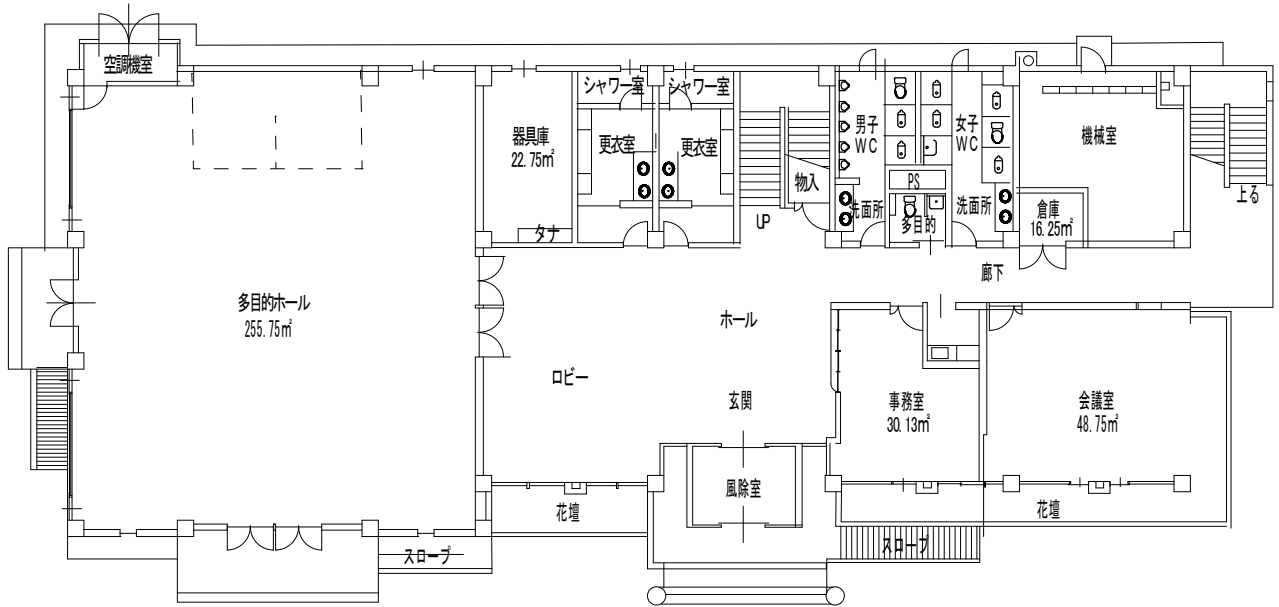 空調機室
シャワー室
シャワー室
器具庫
22.75㎡
更衣室
更衣室
男子
WC
女子
WC
機械室
物入
PS
洗面所
洗面所
多目的
倉庫
16.25㎡
上る
UP
タナ
廊下
多目的ホール
255.75㎡
ホール
ロビー
玄関
事務室
30.13㎡
会議室
48.75㎡
風除室
花壇
花壇
スロープ
スロープ